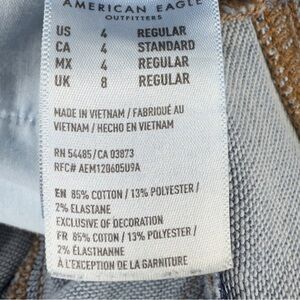 AMERICAN EAGLE
OUTFITTERS
US 4 REGULAR
CA 4 STANDARD
MX 4 REGULAR
UK 8 REGULAR
MADE IN VIETNAM / FABRIQUÉ AU
VIETNAM / HECHO EN VIETNAM
RN 54485/CA 03873
RFC# AEM120605U9A
EN 85% COTTON / 13% POLYESTER /
2% ELASTANE
EXCLUSIVE OF DECORATION
FR 85% COTON / 13% POLYESTER /
2% ÉLASTHANNE
À L'EXCEPTION DE LA GARNITURE